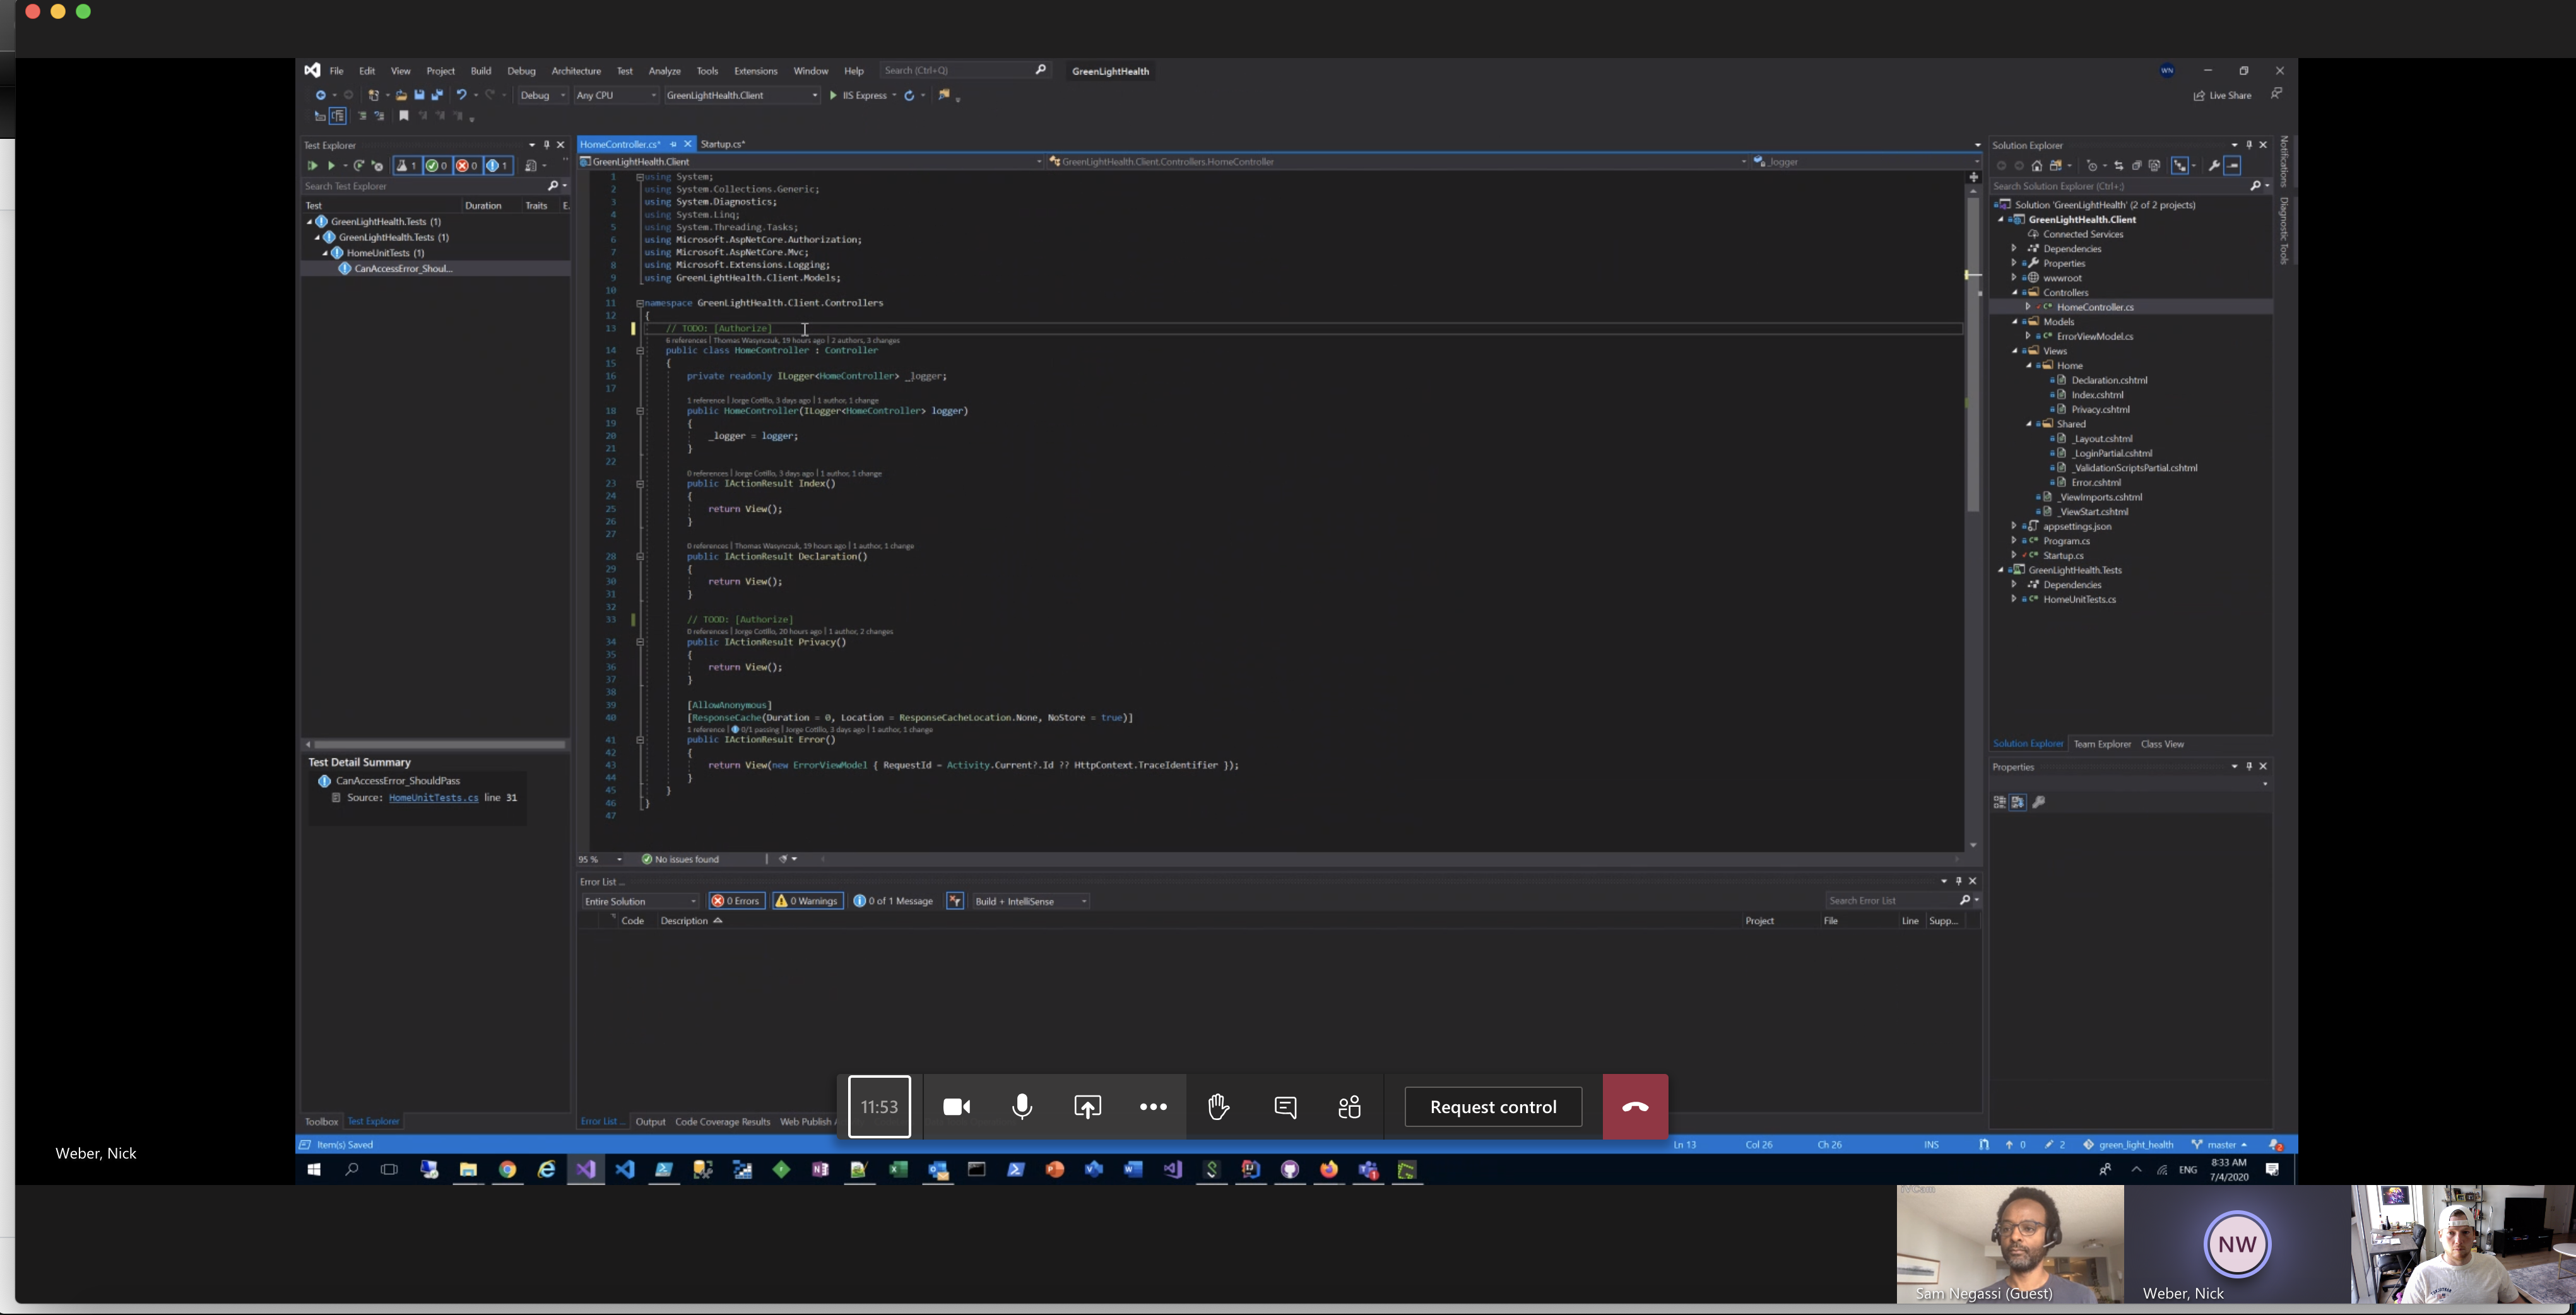 File Edit View Project Build Debug Architecture Test Analyze Tools Extensions Window Help Search (Ctrl+Q) GreenLightHealth WN
Debug Any CPU GreenLightHealth.Client IIS Express Live Share
Test Explorer
1 0 0 1
Search Test Explorer
Test Duration Traits E.
GreenLightHealth.Tests (1)
GreenLightHealth.Tests (1)
HomeUnitTests (1)
CanAccessError_Shoul...
Test Detail Summary
CanAccessError_ShouldPass
Source: HomeUnitTests.cs line 31
Toolbox Test Explorer
HomeController.cs* Startup.cs*
GreenLightHealth.Client GreenLightHealth.Client.Controllers.HomeController _logger
1 using System;
2 using System.Collections.Generic;
3 using System.Diagnostics;
4 using System.Linq;
5 using System.Threading.Tasks;
6 using Microsoft.AspNetCore.Authorization;
7 using Microsoft.AspNetCore.Mvc;
8 using Microsoft.Extensions.Logging;
9 using GreenLightHealth.Client.Models;
10
11 namespace GreenLightHealth.Client.Controllers
12 {
13 // TODO: [Authorize]
6 references | Thomas Wasynczuk, 19 hours ago | 2 authors, 3 changes
14 public class HomeController : Controller
15 {
16 private readonly ILogger<HomeController> _logger;
17
1 reference | Jorge Cotillo, 3 days ago | 1 author, 1 change
18 public HomeController(ILogger<HomeController> logger)
19 {
20 _logger = logger;
21 }
22
0 references | Jorge Cotillo, 3 days ago | 1 author, 1 change
23 public IActionResult Index()
24 {
25 return View();
26 }
27
0 references | Thomas Wasynczuk, 19 hours ago | 1 author, 1 change
28 public IActionResult Declaration()
29 {
30 return View();
31 }
32
33 // TOOD: [Authorize]
0 references | Jorge Cotillo, 20 hours ago | 1 author, 2 changes
34 public IActionResult Privacy()
35 {
36 return View();
37 }
38
39 [AllowAnonymous]
40 [ResponseCache(Duration = 0, Location = ResponseCacheLocation.None, NoStore = true)]
1 reference | 0/1 passing | Jorge Cotillo, 3 days ago | 1 author, 1 change
41 public IActionResult Error()
42 {
43 return View(new ErrorViewModel { RequestId = Activity.Current?.Id ?? HttpContext.TraceIdentifier });
44 }
45 }
46 }
47
95 % No issues found
Error List ...
Entire Solution 0 Errors 0 Warnings 0 of 1 Message Build + IntelliSense Search Error List
Code Description Project File Line Supp...
Error List ... Output Code Coverage Results Web Publish
Solution Explorer
Search Solution Explorer (Ctrl+;)
Solution 'GreenLightHealth' (2 of 2 projects)
GreenLightHealth.Client
Connected Services
Dependencies
Properties
wwwroot
Controllers
HomeController.cs
Models
ErrorViewModel.cs
Views
Home
Declaration.cshtml
Index.cshtml
Privacy.cshtml
Shared
_Layout.cshtml
_LoginPartial.cshtml
_ValidationScriptsPartial.cshtml
Error.cshtml
_ViewImports.cshtml
_ViewStart.cshtml
appsettings.json
Program.cs
Startup.cs
GreenLightHealth.Tests
Dependencies
HomeUnitTests.cs
Solution Explorer Team Explorer Class View
Properties
Notifications
Diagnostic Tools
11:53 Request control
Item(s) Saved Ln 13 Col 26 Ch 26 INS 0 2 green_light_health master 2
ENG 8:33 AM
7/4/2020
Weber, Nick
Sam Negassi (Guest)
NW
Weber, Nick